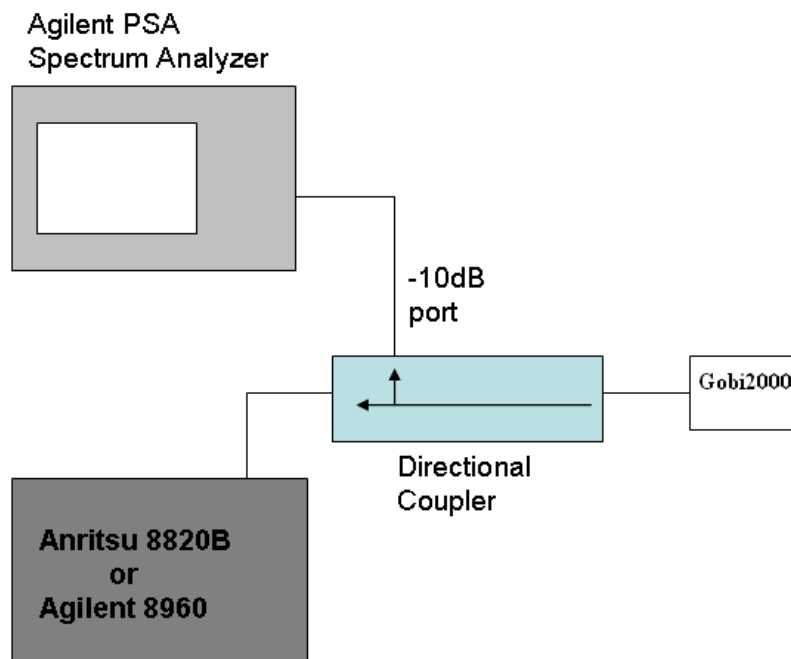 Agilent PSA
Spectrum Analyzer
-10dB
port
Gobi2000
Directional
Coupler
Anritsu 8820B
or
Agilent 8960